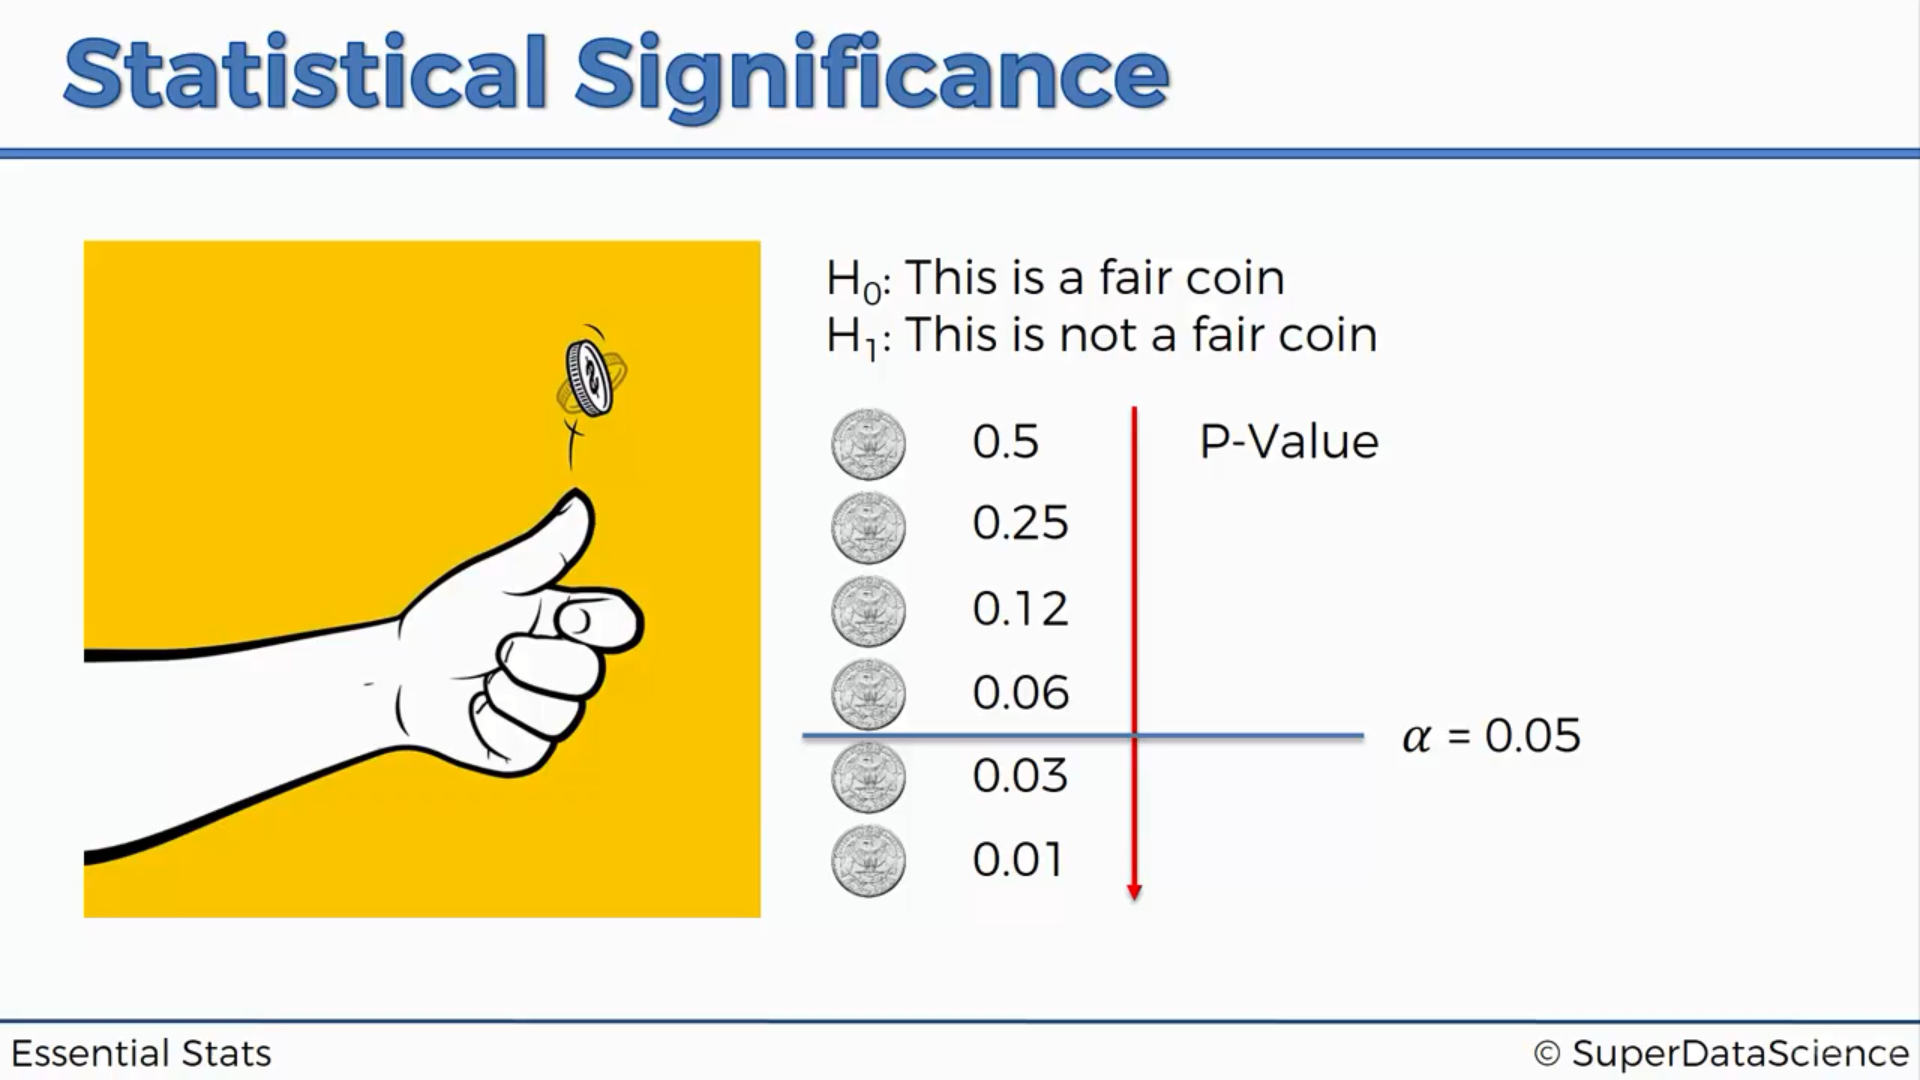 Statistical Significance
H₀: This is a fair coin
H₁: This is not a fair coin
0.5 P-Value
0.25
0.12
0.06
α = 0.05
0.03
0.01
Essential Stats © SuperDataScience